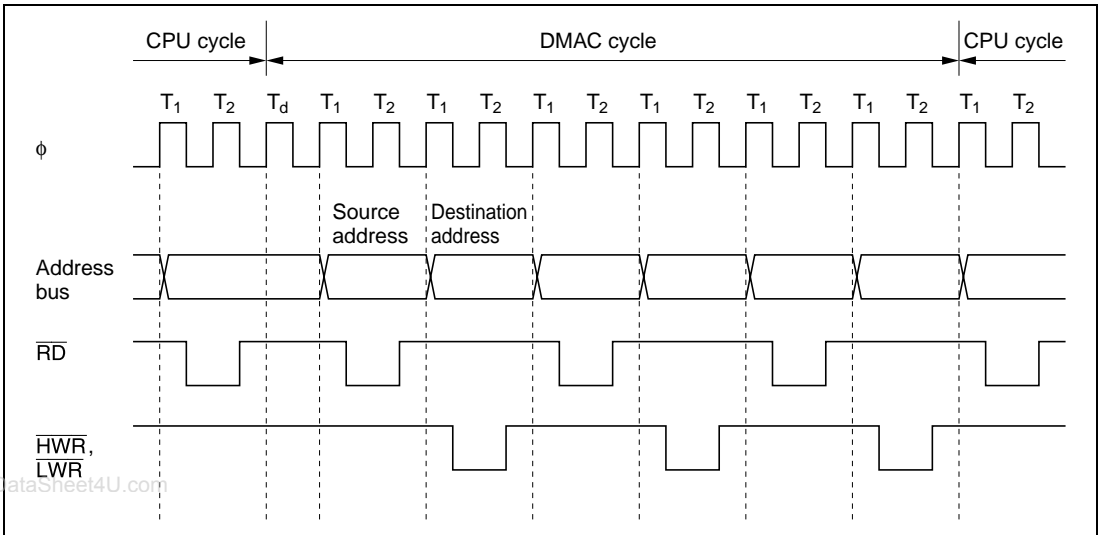 CPU cycle DMAC cycle CPU cycle
T1 T2 Td T1 T2 T1 T2 T1 T2 T1 T2 T1 T2 T1 T2 T1 T2
φ
Source address
Destination address
Address bus
RD
HWR,
LWR
DataSheet4U.com